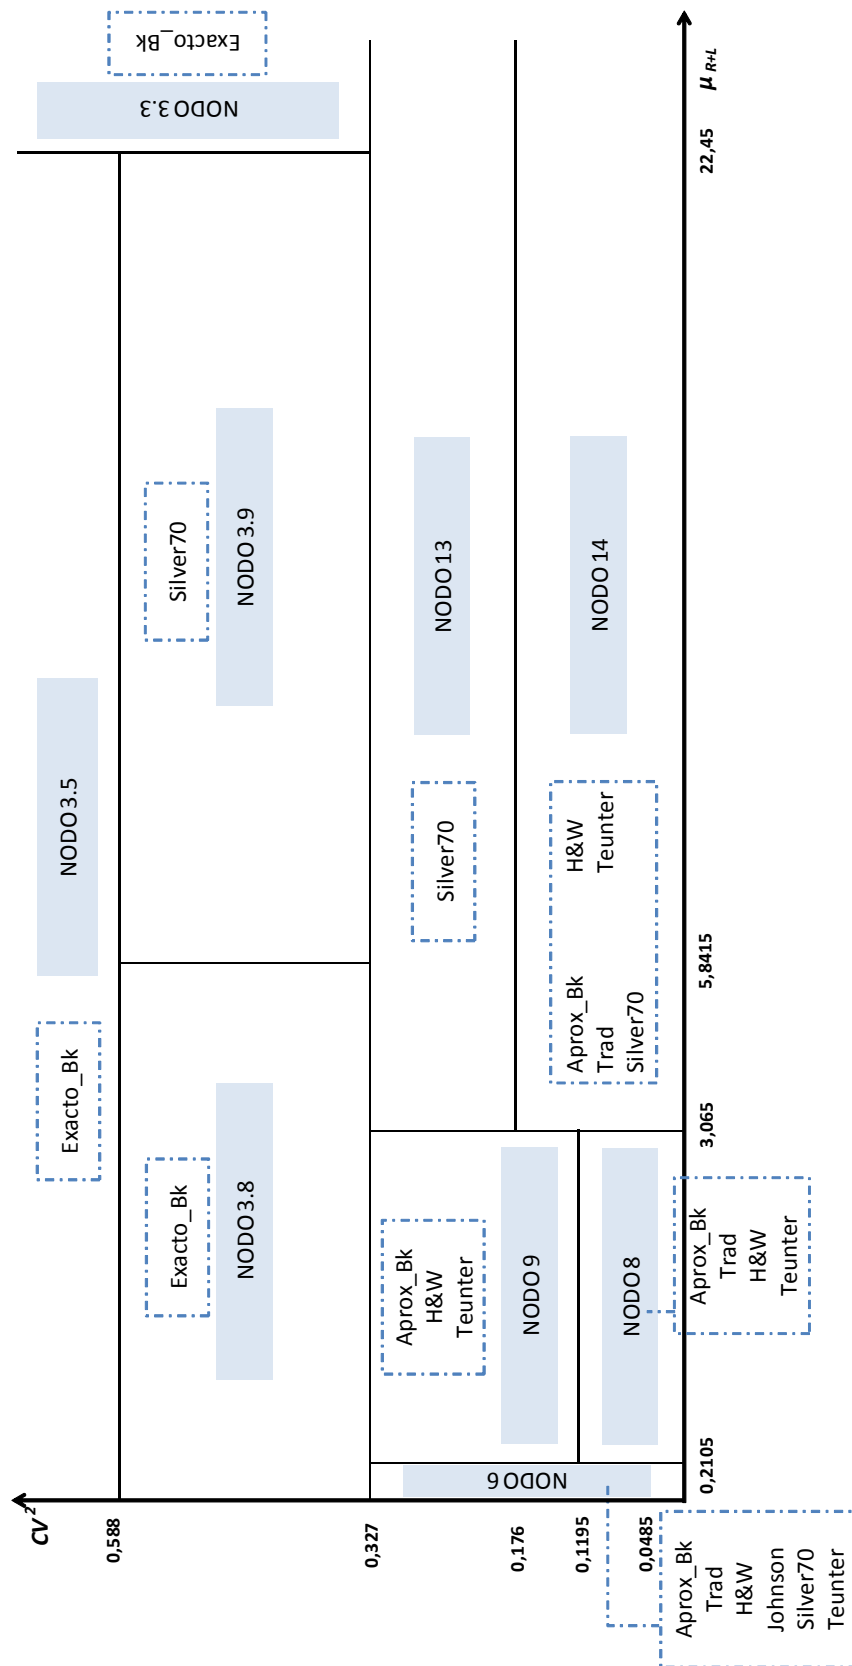 CV²
0,588
0,327
0,176
0,1195
0,0485
Exacto_Bk
NODO 3.5
Exacto_Bk
NODO 3.8
Silver70
NODO 3.9
NODO 3.3
Exacto_Bk
Aprox_Bk
H&W
Teunter
NODO 9
Silver70
NODO 13
NODO 6
NODO 8
Aprox_Bk
Trad
Silver70
H&W
Teunter
NODO 14
0,2105
3,065
5,8415
22,45
μ R+L
Aprox_Bk
Trad
H&W
Johnson
Silver70
Teunter
Aprox_Bk
Trad
H&W
Teunter